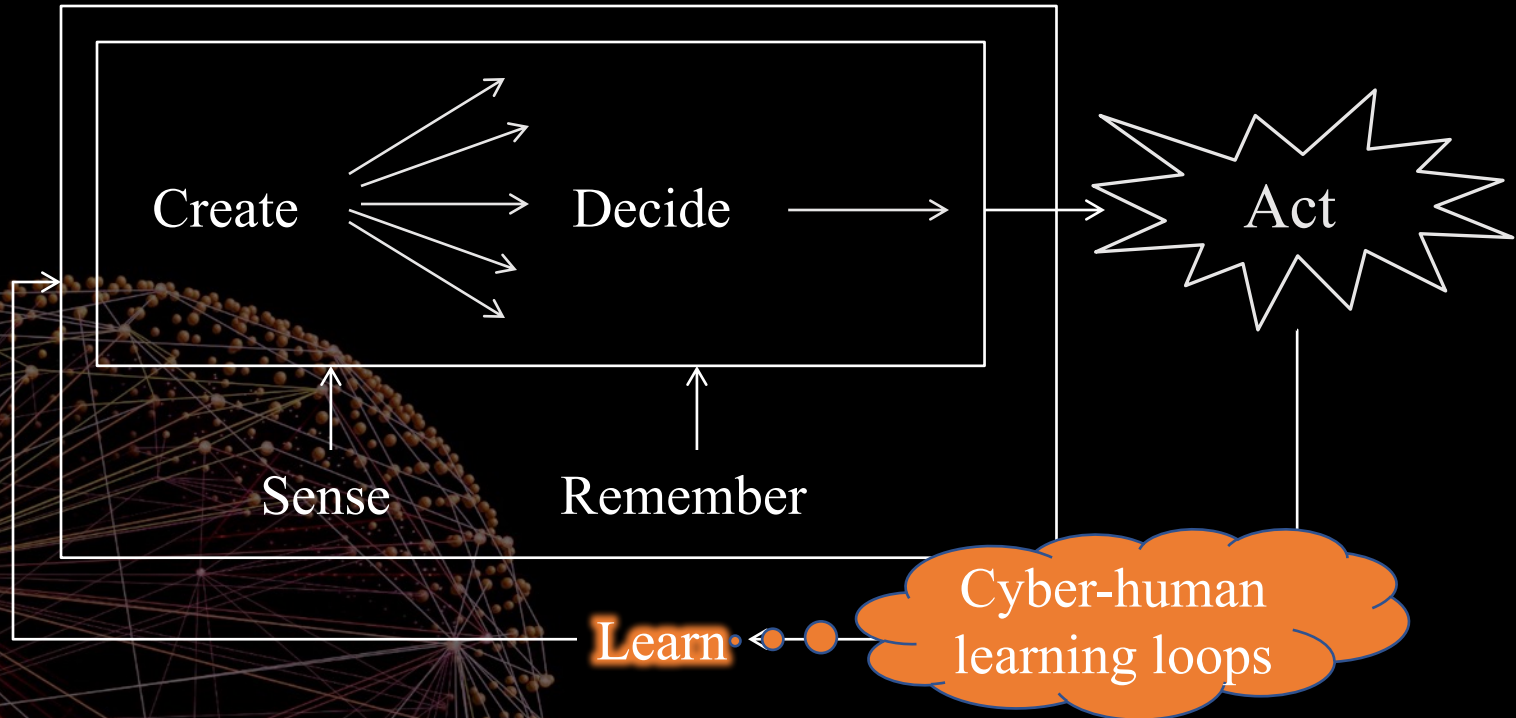 Create
Decide
Act
Sense
Remember
Learn
Cyber-human
learning loops